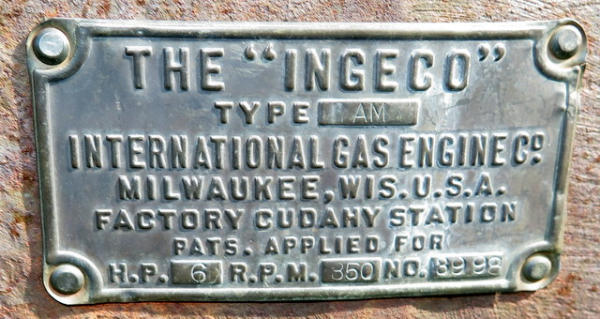 THE "INGECO"
TYPE AM
INTERNATIONAL GAS ENGINE CO.
MILWAUKEE, WIS. U.S.A.
FACTORY CUDAHY STATION
PATS. APPLIED FOR
H.P. 6 R.P.M. 350 NO. 3998